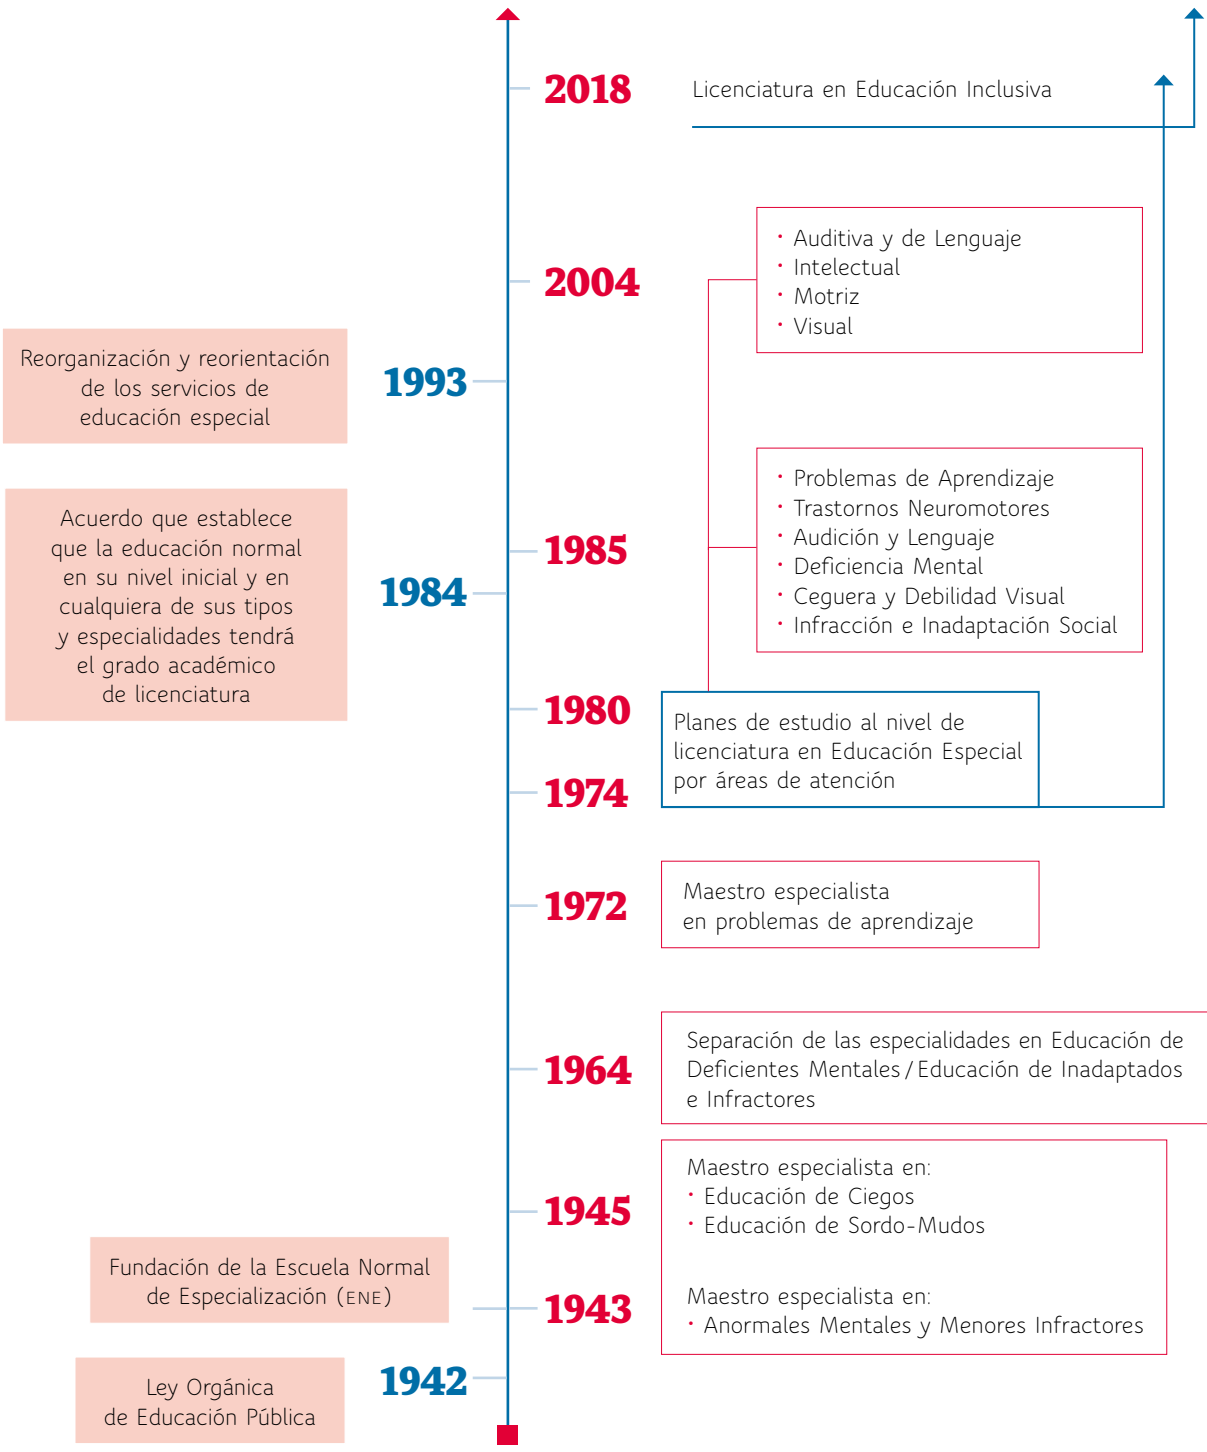 2018
Licenciatura en Educación Inclusiva
2004
· Auditiva y de Lenguaje
· Intelectual
· Motriz
· Visual
Reorganización y reorientación
de los servicios de
educación especial
1993
1985
· Problemas de Aprendizaje
· Trastornos Neuromotores
· Audición y Lenguaje
· Deficiencia Mental
· Ceguera y Debilidad Visual
· Infracción e Inadaptación Social
Acuerdo que establece
que la educación normal
en su nivel inicial y en
cualquiera de sus tipos
y especialidades tendrá
el grado académico
de licenciatura
1984
1980
Planes de estudio al nivel de
licenciatura en Educación Especial
por áreas de atención
1974
1972
Maestro especialista
en problemas de aprendizaje
1964
Separación de las especialidades en Educación de
Deficientes Mentales / Educación de Inadaptados
e Infractores
1945
Maestro especialista en:
· Educación de Ciegos
· Educación de Sordo-Mudos
Fundación de la Escuela Normal
de Especialización (ENE)
1943
Maestro especialista en:
· Anormales Mentales y Menores Infractores
Ley Orgánica
de Educación Pública
1942